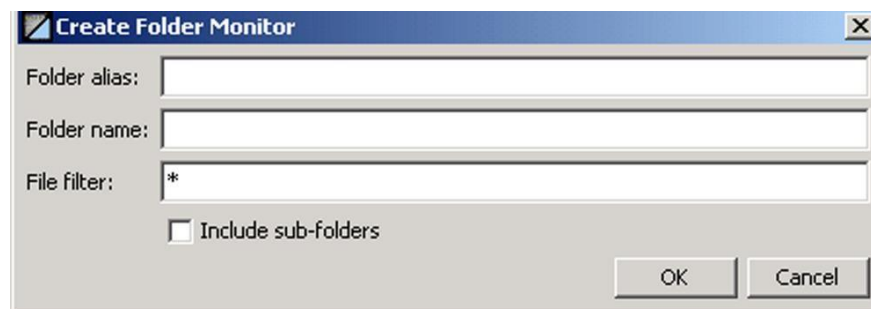 Create Folder Monitor
Folder alias:
Folder name:
File filter: *
Include sub-folders
OK Cancel